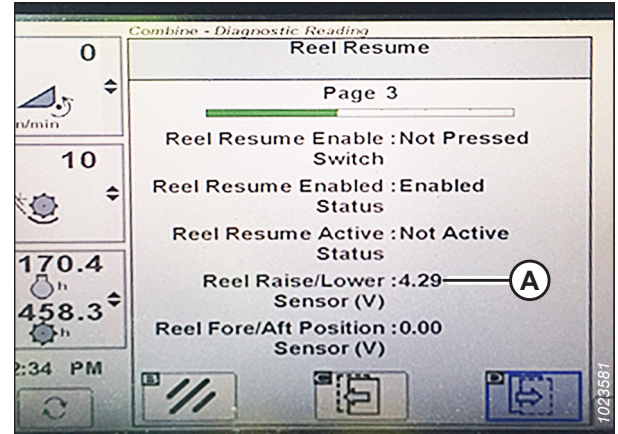 Combine - Diagnostic Reading
Reel Resume
Page 3
Reel Resume Enable :Not Pressed
Switch
Reel Resume Enabled :Enabled
Status
Reel Resume Active :Not Active
Status
Reel Raise/Lower :4.29
Sensor (V)
A
Reel Fore/Aft Position :0.00
Sensor (V)
0
n/min
10
170.4
h
458.3
h
2:34 PM
B
C
D
1023581